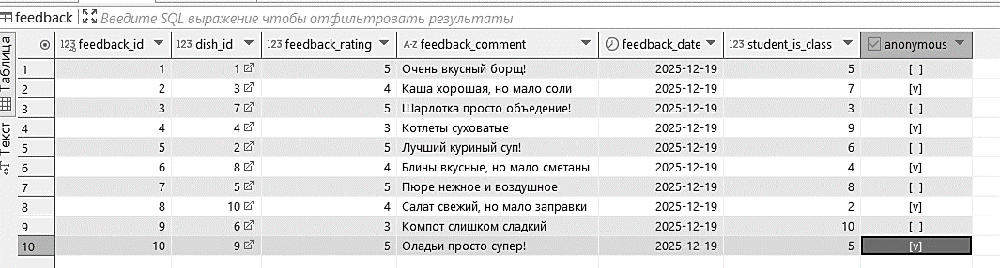 feedback Введите SQL выражение чтобы отфильтровать результаты
Таблица
Текст
123 feedback_id 123 dish_id 123 feedback_rating A-Z feedback_comment feedback_date 123 student_is_class anonymous
1 1 1 5 Очень вкусный борщ! 2025-12-19 5 [ ]
2 2 3 4 Каша хорошая, но мало соли 2025-12-19 7 [v]
3 3 7 5 Шарлотка просто объедение! 2025-12-19 3 [ ]
4 4 4 3 Котлеты суховатые 2025-12-19 9 [v]
5 5 2 5 Лучший куриный суп! 2025-12-19 6 [ ]
6 6 8 4 Блины вкусные, но мало сметаны 2025-12-19 4 [v]
7 7 5 5 Пюре нежное и воздушное 2025-12-19 8 [ ]
8 8 10 4 Салат свежий, но мало заправки 2025-12-19 2 [v]
9 9 6 3 Компот слишком сладкий 2025-12-19 10 [ ]
10 10 9 5 Оладьи просто супер! 2025-12-19 5 [v]